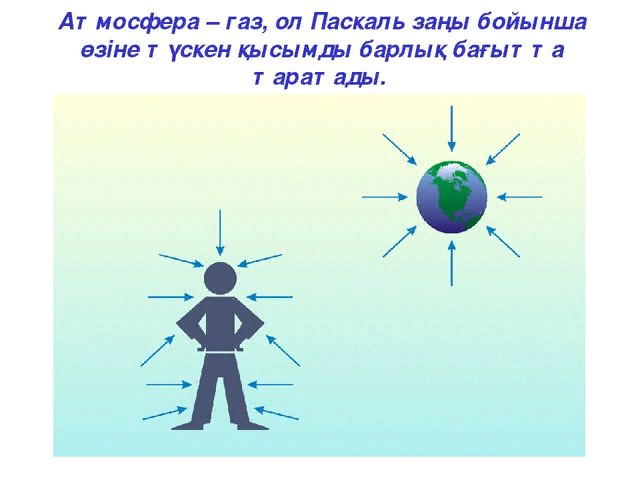 Атмосфера – газ, ол Паскаль заңы бойынша
өзіне түскен қысымды барлық бағытта
таратады.